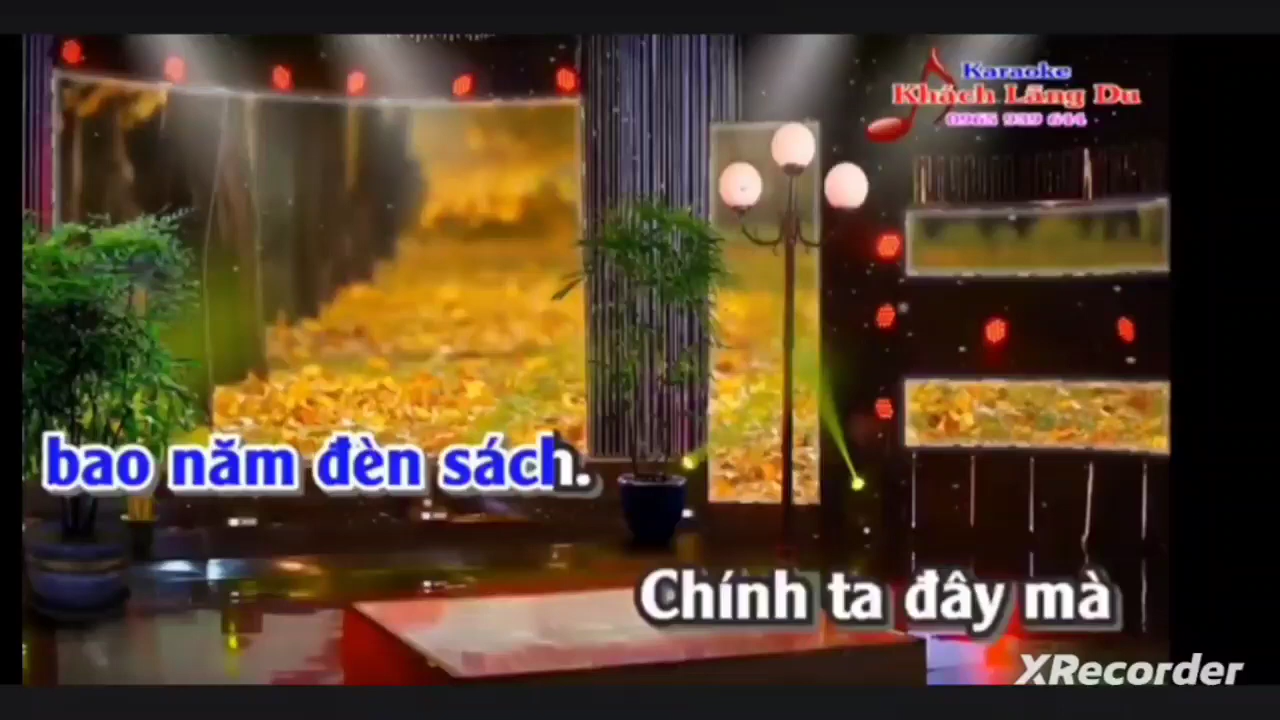 Karaoke
Khách Lãng Du
0965 939 644
bao năm đèn sách.
Chính ta đây mà
XRecorder